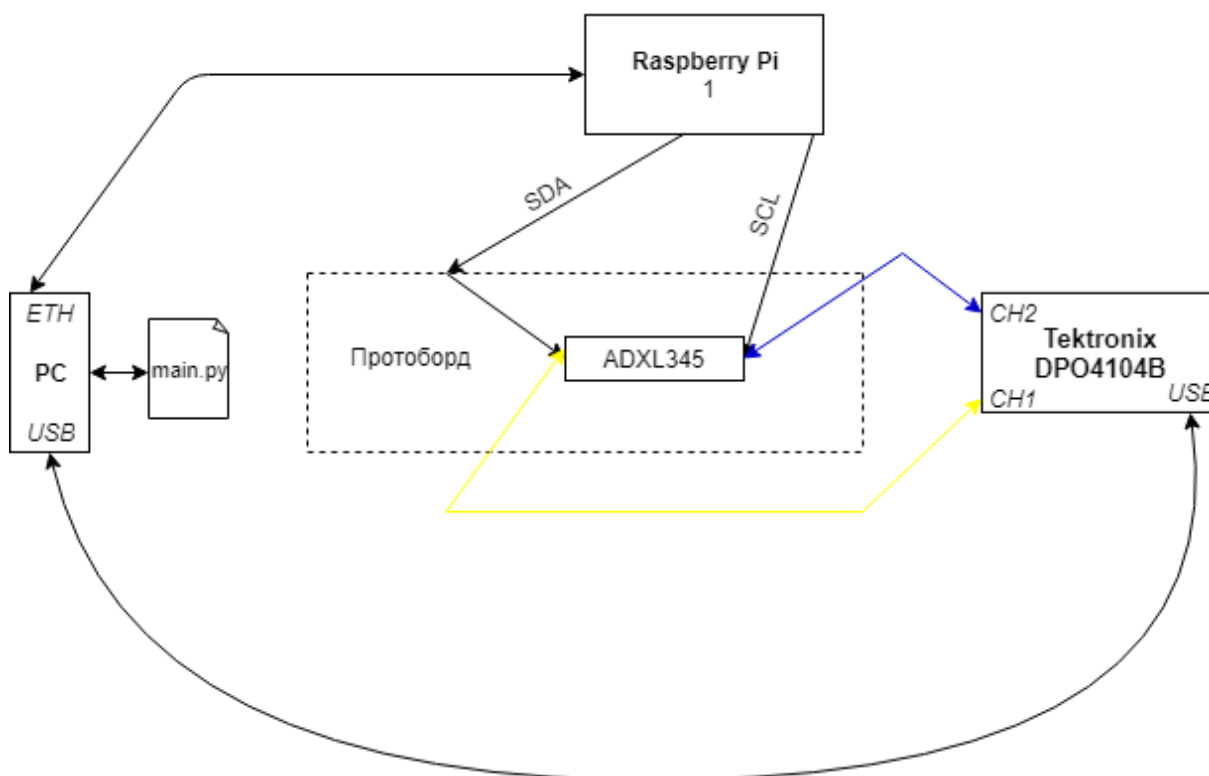 Raspberry Pi
1
SDA
SCL
ETH
PC
USB
main.py
Протоборд
ADXL345
CH2
Tektronix
DPO4104B
CH1
USB